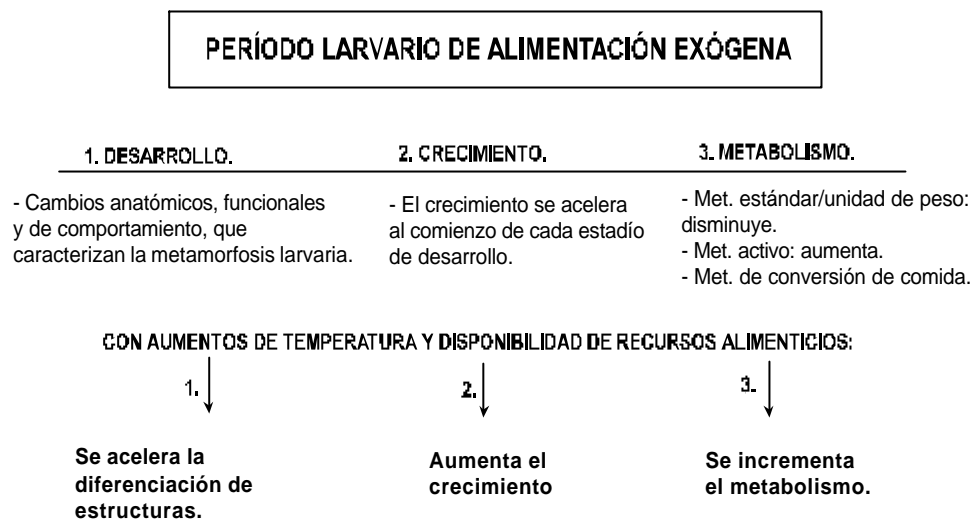 PERÍODO LARVARIO DE ALIMENTACIÓN EXÓGENA
1. DESARROLLO.
- Cambios anatómicos, funcionales
y de comportamiento, que
caracterizan la metamorfosis larvaria.
2. CRECIMIENTO.
- El crecimiento se acelera
al comienzo de cada estadío
de desarrollo.
3. METABOLISMO.
- Met. estándar/unidad de peso:
disminuye.
- Met. activo: aumenta.
- Met. de conversión de comida.
CON AUMENTOS DE TEMPERATURA Y DISPONIBILIDAD DE RECURSOS ALIMENTICIOS:
1.
Se acelera la
diferenciación de
estructuras.
2.
Aumenta el
crecimiento
3.
Se incrementa
el metabolismo.